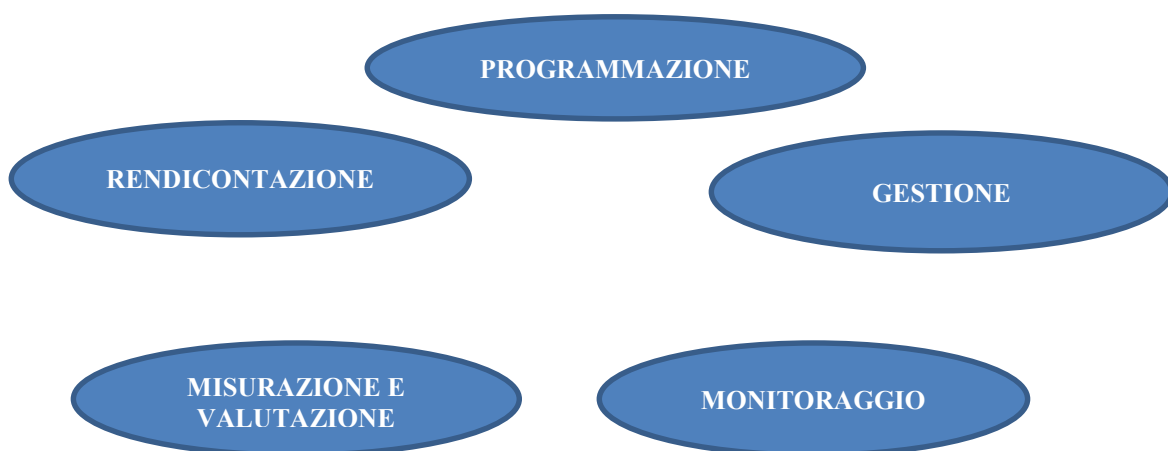 PROGRAMMAZIONE
RENDICONTAZIONE
GESTIONE
MISURAZIONE E
VALUTAZIONE
MONITORAGGIO